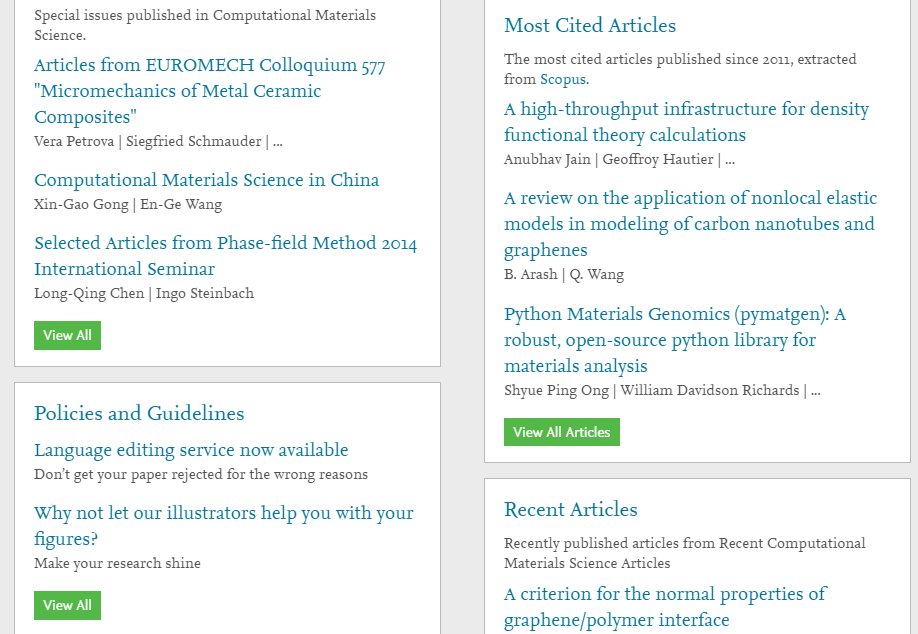 Special issues published in Computational Materials
Science.
Articles from EUROMECH Colloquium 577
"Micromechanics of Metal Ceramic
Composites"
Vera Petrova | Siegfried Schmauder | ...
Computational Materials Science in China
Xin-Gao Gong | En-Ge Wang
Selected Articles from Phase-field Method 2014
International Seminar
Long-Qing Chen | Ingo Steinbach
View All
Policies and Guidelines
Language editing service now available
Don't get your paper rejected for the wrong reasons
Why not let our illustrators help you with your
figures?
Make your research shine
View All
Most Cited Articles
The most cited articles published since 2011, extracted
from Scopus.
A high-throughput infrastructure for density
functional theory calculations
Anubhav Jain | Geoffroy Hautier | ...
A review on the application of nonlocal elastic
models in modeling of carbon nanotubes and
graphenes
B. Arash | Q. Wang
Python Materials Genomics (pymatgen): A
robust, open-source python library for
materials analysis
Shyue Ping Ong | William Davidson Richards | ...
View All Articles
Recent Articles
Recently published articles from Recent Computational
Materials Science Articles
A criterion for the normal properties of
graphene/polymer interface